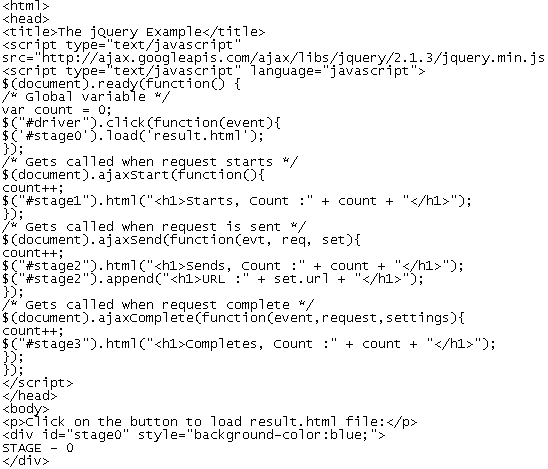 <html>
<head>
<title>The jQuery Example</title>
<script type="text/javascript"
src="http://ajax.googleapis.com/ajax/libs/jquery/2.1.3/jquery.min.js
<script type="text/javascript" language="javascript">
$(document).ready(function() {
/* Global variable */
var count = 0;
$("#driver").click(function(event){
$('#stage0').load('result.html');
});
/* Gets called when request starts */
$(document).ajaxStart(function(){
count++;
$("#stage1").html("<h1>Starts, Count :" + count + "</h1>");
});
/* Gets called when request is sent */
$(document).ajaxSend(function(evt, req, set){
count++;
$("#stage2").html("<h1>Sends, Count :" + count + "</h1>");
$("#stage2").append("<h1>URL :" + set.url + "</h1>");
});
/* Gets called when request complete */
$(document).ajaxComplete(function(event,request,settings){
count++;
$("#stage3").html("<h1>Completes, Count :" + count + "</h1>");
});
});
</script>
</head>
<body>
<p>Click on the button to load result.html file:</p>
<div id="stage0" style="background-color:blue;">
STAGE - 0
</div>